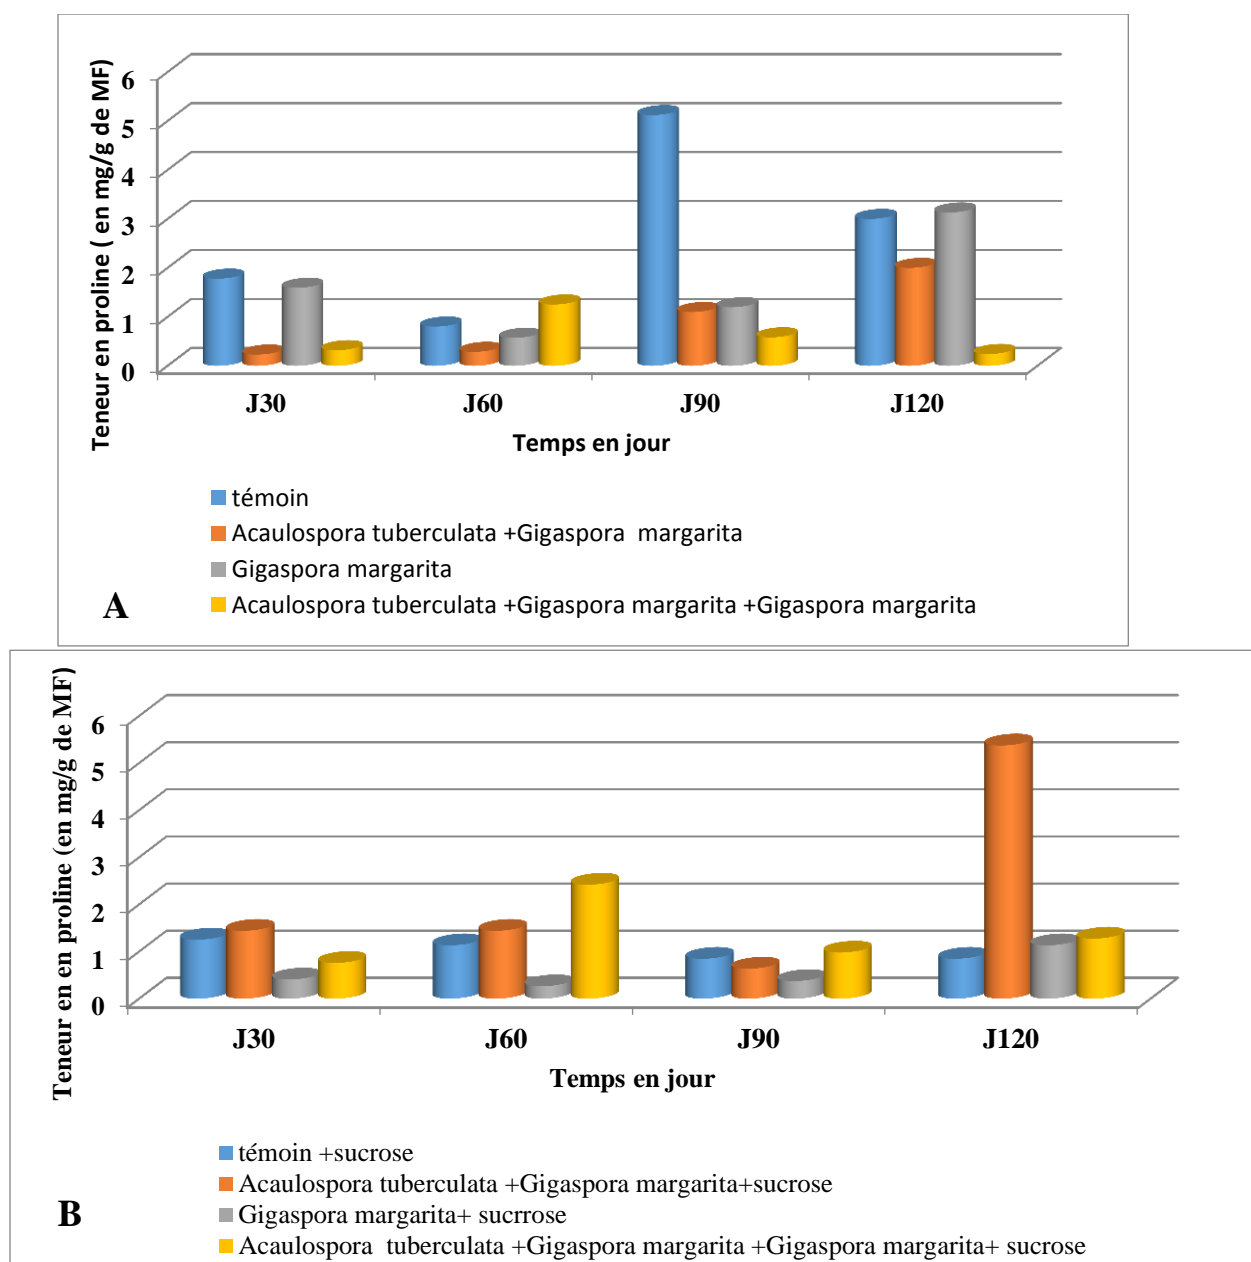 Teneur en proline ( en mg/g de MF)
6
5
4
3
2
1
0
J30 J60 J90 J120
Temps en jour
témoin
Acaulospora tuberculata +Gigaspora margarita
Gigaspora margarita
Acaulospora tuberculata +Gigaspora margarita +Gigaspora margarita
A
Teneur en en proline (en mg/g de MF)
6
5
4
3
2
1
0
J30 J60 J90 J120
Temps en jour
témoin +sucrose
Acaulospora tuberculata +Gigaspora margarita+sucrose
Gigaspora margarita+ sucrrose
Acaulospora tuberculata +Gigaspora margarita +Gigaspora margarita+ sucrose
B